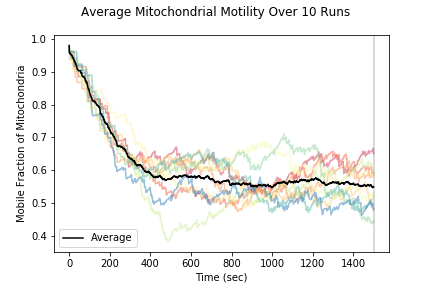 Average Mitochondrial Motility Over 10 Runs
Mobile Fraction of Mitochondria
1.0
0.9
0.8
0.7
0.6
0.5
0.4
Average
0 200 400 600 800 1000 1200 1400
Time (sec)